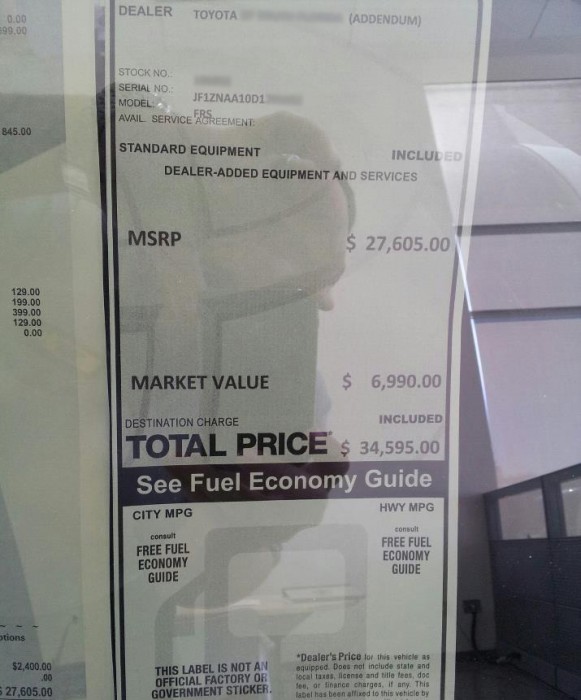 0.00
99.00
845.00
129.00
199.00
399.00
129.00
0.00
ptions
$2,400.00
.00
$ 27,605.00
DEALER TOYOTA (ADDENDUM)
STOCK NO.:
SERIAL NO.:
JF1ZNAA10D1
MODEL: FRS
AVAIL. SERVICE AGREEMENT:
STANDARD EQUIPMENT INCLUDED
DEALER-ADDED EQUIPMENT AND SERVICES
MSRP $ 27,605.00
MARKET VALUE $ 6,990.00
DESTINATION CHARGE INCLUDED
TOTAL PRICE* $ 34,595.00
See Fuel Economy Guide
CITY MPG
consult
FREE FUEL
ECONOMY
GUIDE
HWY MPG
consult
FREE FUEL
ECONOMY
GUIDE
THIS LABEL IS NOT AN
OFFICIAL FACTORY OR
GOVERNMENT STICKER.
*Dealer's Price for this vehicle as
equipped. Does not include state and
local taxes, license and title fees, doc
fee, or finance charges, if any. This
label has been affixed to this vehicle by